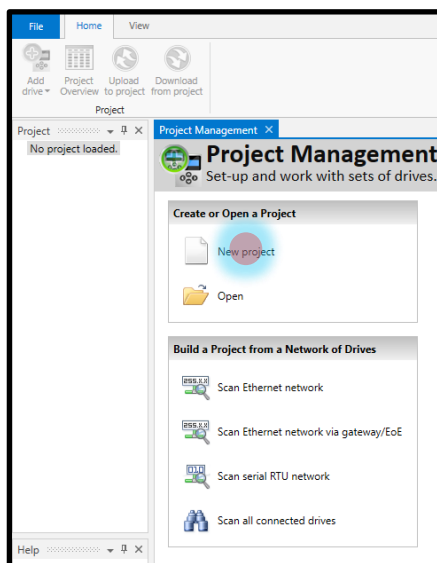 File Home View
Add drive
Project Overview
Upload to project
Download from project
Project
Project
No project loaded.
Project Management
Project Management
Set-up and work with sets of drives.
Create or Open a Project
New project
Open
Build a Project from a Network of Drives
255.X.X
Scan Ethernet network
255.X.X
Scan Ethernet network via gateway/EoE
010
Scan serial RTU network
Scan all connected drives
Help